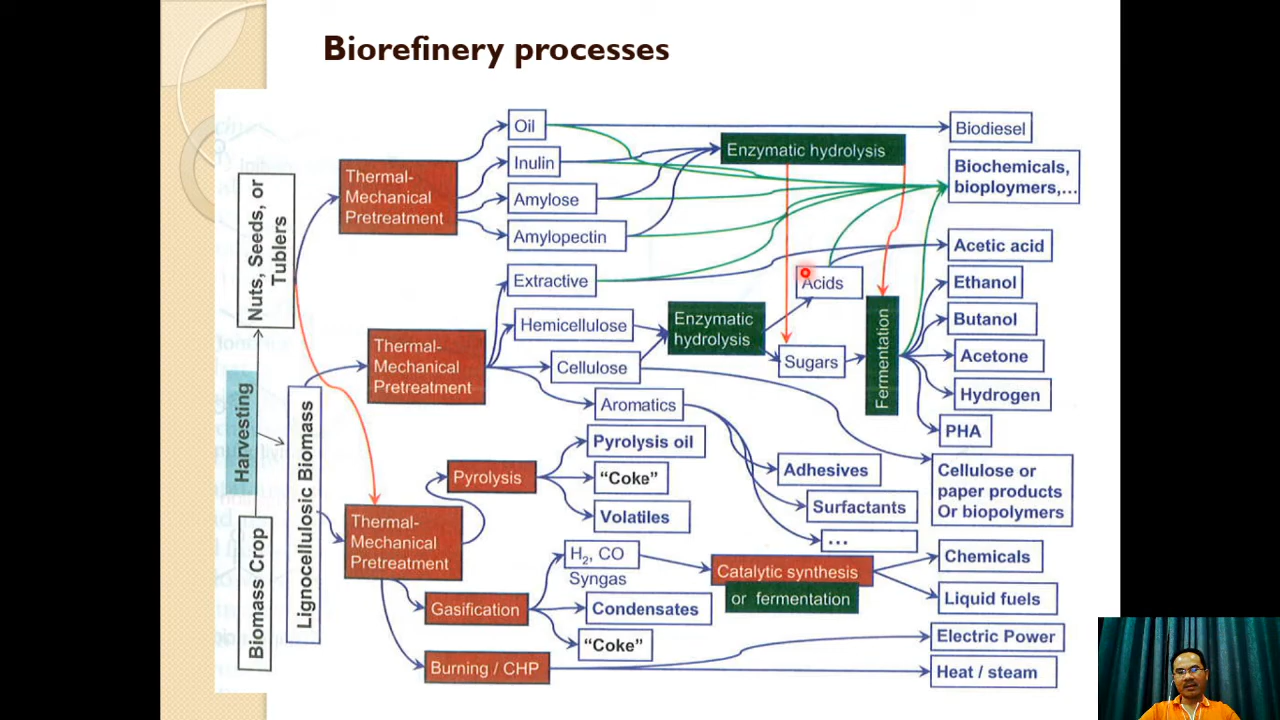 Biorefinery processes
Oil
Biodiesel
Enzymatic hydrolysis
Inulin
Biochemicals,
bioploymers,...
Thermal-
Mechanical
Pretreatment
Amylose
Amylopectin
Nuts, Seeds, or
Tublers
Acetic acid
Extractive
Acids
Ethanol
Hemicellulose
Enzymatic
hydrolysis
Butanol
Thermal-
Mechanical
Pretreatment
Cellulose
Sugars
Fermentation
Acetone
Hydrogen
Aromatics
PHA
Harvesting
Lignocellulosic Biomass
Pyrolysis oil
Pyrolysis
"Coke"
Adhesives
Cellulose or
paper products
Or biopolymers
Volatiles
Surfactants
...
Thermal-
Mechanical
Pretreatment
H₂, CO
Syngas
Catalytic synthesis
or fermentation
Chemicals
Liquid fuels
Biomass Crop
Gasification
Condensates
"Coke"
Electric Power
Burning / CHP
Heat / steam